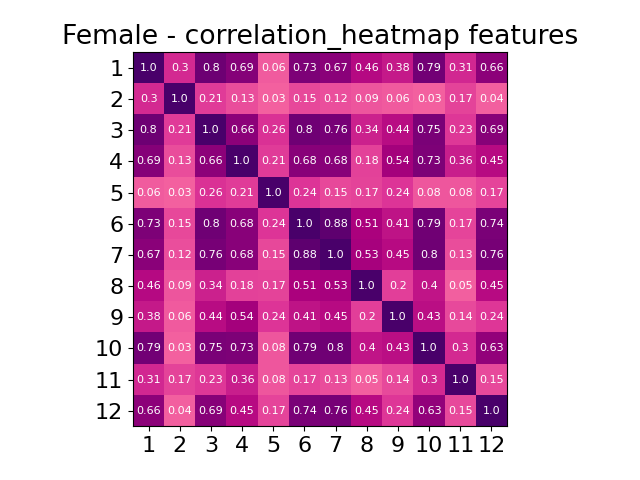 Female - correlation_heatmap features
1 1.0 0.3 0.8 0.69 0.06 0.73 0.67 0.46 0.38 0.79 0.31 0.66
2 0.3 1.0 0.21 0.13 0.03 0.15 0.12 0.09 0.06 0.03 0.17 0.04
3 0.8 0.21 1.0 0.66 0.26 0.8 0.76 0.34 0.44 0.75 0.23 0.69
4 0.69 0.13 0.66 1.0 0.21 0.68 0.68 0.18 0.54 0.73 0.36 0.45
5 0.06 0.03 0.26 0.21 1.0 0.24 0.15 0.17 0.24 0.08 0.08 0.17
6 0.73 0.15 0.8 0.68 0.24 1.0 0.88 0.51 0.41 0.79 0.17 0.74
7 0.67 0.12 0.76 0.68 0.15 0.88 1.0 0.53 0.45 0.8 0.13 0.76
8 0.46 0.09 0.34 0.18 0.17 0.51 0.53 1.0 0.2 0.4 0.05 0.45
9 0.38 0.06 0.44 0.54 0.24 0.41 0.45 0.2 1.0 0.43 0.14 0.24
10 0.79 0.03 0.75 0.73 0.08 0.79 0.8 0.4 0.43 1.0 0.3 0.63
11 0.31 0.17 0.23 0.36 0.08 0.17 0.13 0.05 0.14 0.3 1.0 0.15
12 0.66 0.04 0.69 0.45 0.17 0.74 0.76 0.45 0.24 0.63 0.15 1.0
1 2 3 4 5 6 7 8 9 10 11 12